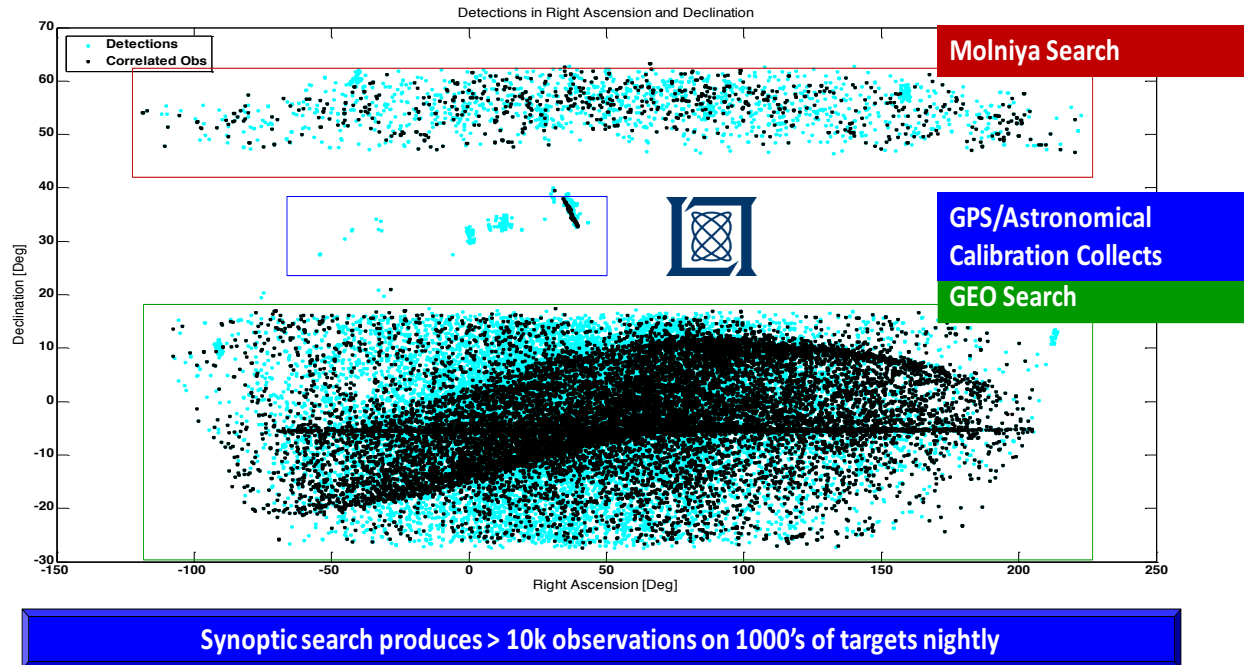 Detections in Right Ascension and Declination
Detections
Correlated Obs
Molniya Search
GPS/Astronomical
Calibration Collects
GEO Search
Declination [Deg]
70
60
50
40
30
20
10
0
-10
-20
-30
-150
-100
-50
0
50
100
150
200
250
Right Ascension [Deg]
Synoptic search produces > 10k observations on 1000's of targets nightly